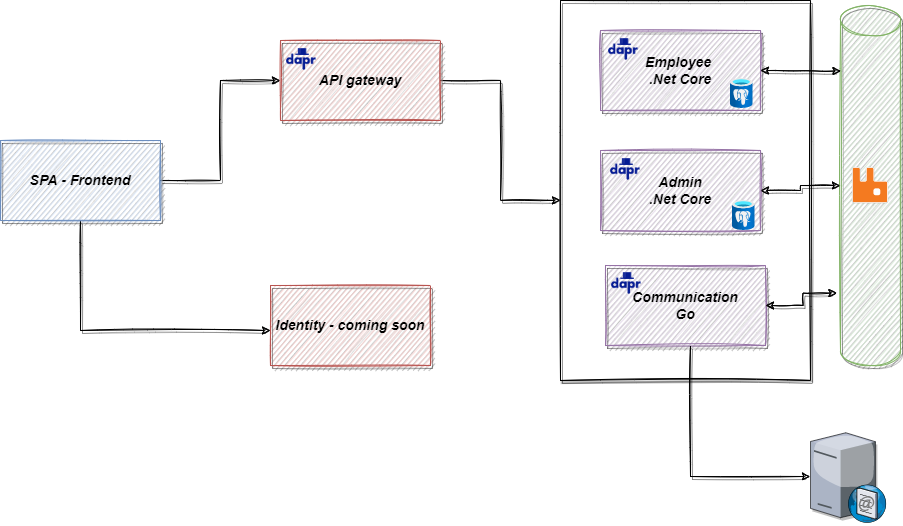 dapr
API gateway
dapr
Employee
.Net Core
SPA - Frontend
dapr
Admin
.Net Core
Identity - coming soon
dapr
Communication
Go
@